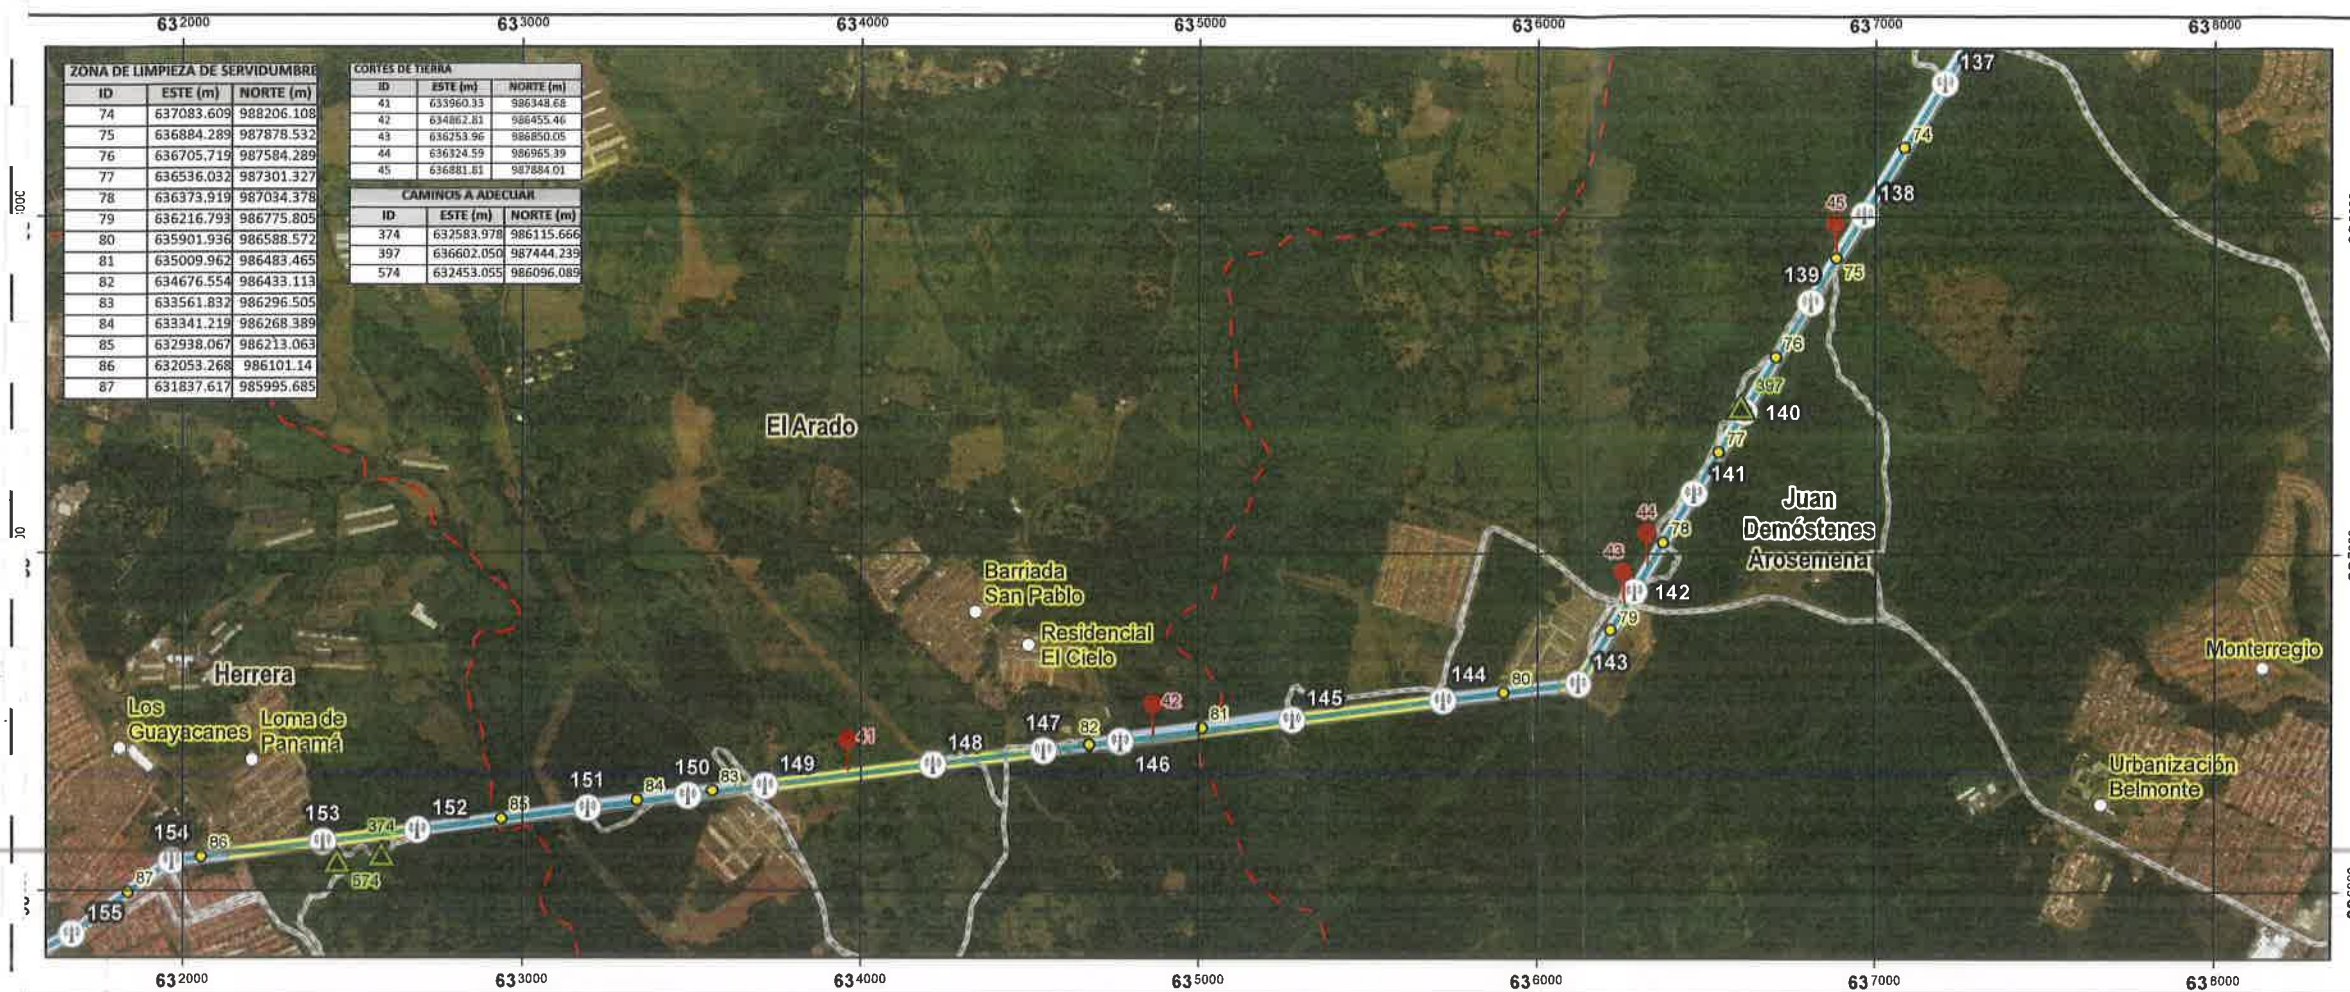 632000 633000 634000 635000 636000 637000 638000
ZONA DE LIMPIEZA DE SERVIDUMBRE
ID ESTE (m) NORTE (m)
74 637083.609 988206.108
75 636884.289 987878.532
76 636705.719 987584.289
77 636536.032 987301.327
78 636373.919 987034.378
79 636216.793 986775.805
80 635901.936 986588.572
81 635009.962 986483.465
82 634676.554 986433.113
83 633561.832 986296.505
84 633341.219 986268.389
85 632938.067 986213.063
86 632053.268 986101.14
87 631837.617 985995.685
CORTES DE TIERRA
ID ESTE (m) NORTE (m)
41 633960.33 986348.68
42 634862.81 986455.46
43 636253.96 986850.05
44 636324.59 986965.39
45 636881.81 987884.01
CAMINOS A ADECUAR
ID ESTE (m) NORTE (m)
374 632583.978 986115.666
397 636602.050 987444.239
574 632453.055 986096.089
137
74
138
45
75
139
76
397
140
77
141
El Arado
Juan
Demóstenes
Arosemena
44
78
43
142
79
143
Barriada
San Pablo
Residencial
El Cielo
Monterregio
Herrera
Los
Guayacanes
Loma de
Panamá
144
80
145
42
81
147
82
146
148
41
149
83
150
84
151
85
152
374
153
574
154
86
87
155
Urbanización
Belmonte
632000 633000 634000 635000 636000 637000 638000